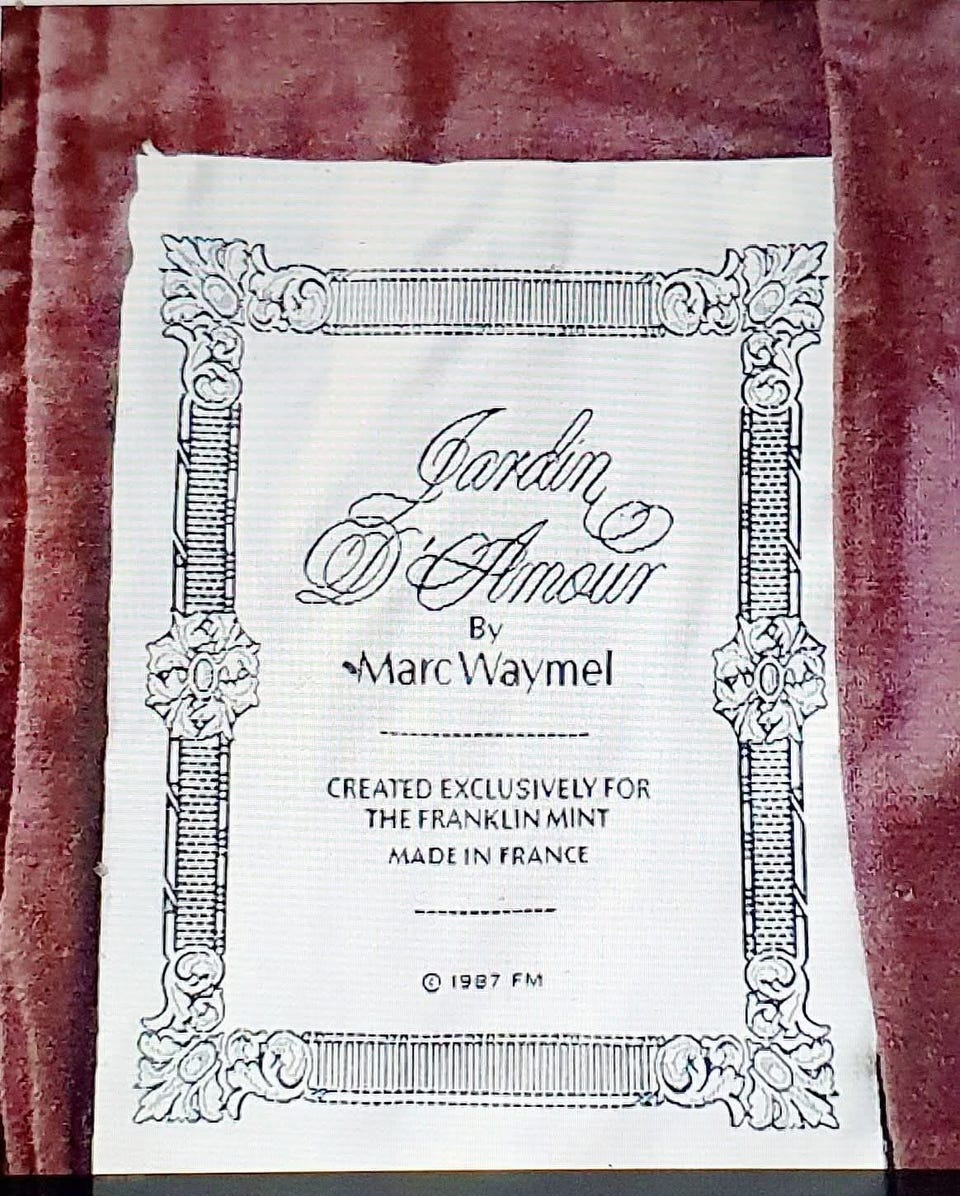 Jardin
D'Amour
By
Marc Waymel
CREATED EXCLUSIVELY FOR
THE FRANKLIN MINT
MADE IN FRANCE
© 1987 FM